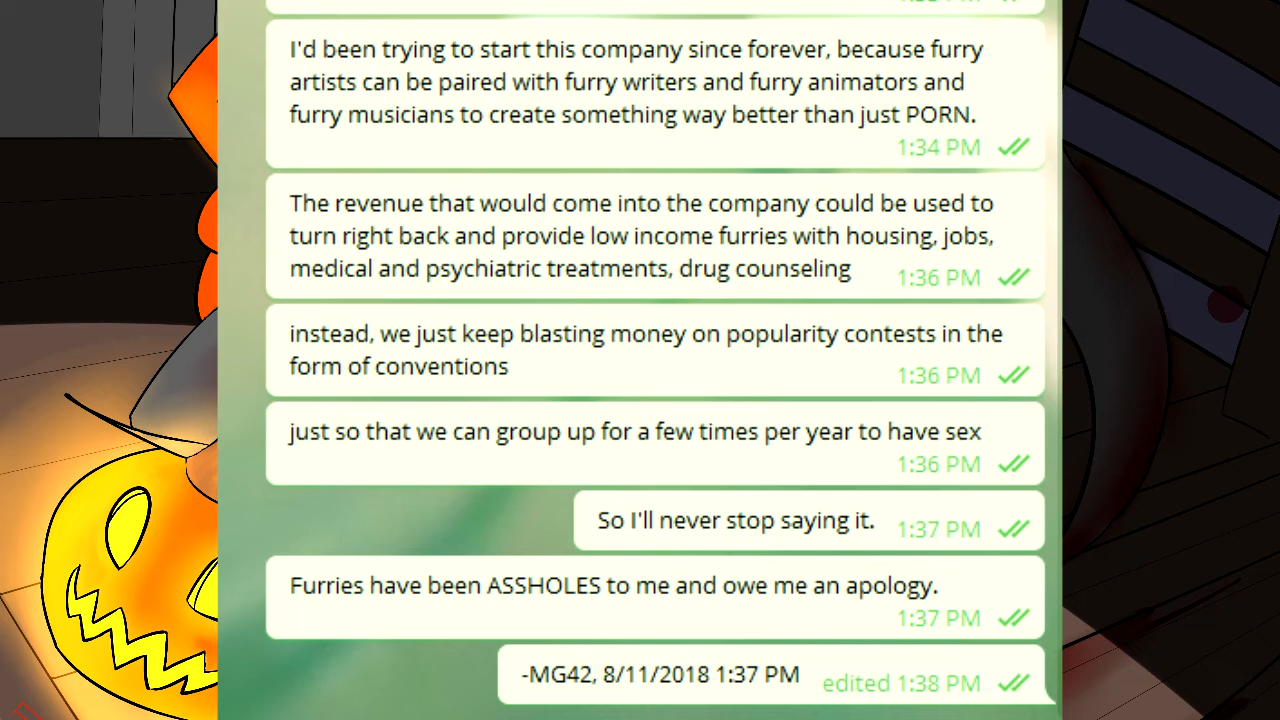 I'd been trying to start this company since forever, because furry
artists can be paired with furry writers and furry animators and
furry musicians to create something way better than just PORN.
1:34 PM
The revenue that would come into the company could be used to
turn right back and provide low income furries with housing, jobs,
medical and psychiatric treatments, drug counseling 1:36 PM
instead, we just keep blasting money on popularity contests in the
form of conventions 1:36 PM
just so that we can group up for a few times per year to have sex
1:36 PM
So I'll never stop saying it. 1:37 PM
Furries have been ASSHOLES to me and owe me an apology.
1:37 PM
-MG42, 8/11/2018 1:37 PM edited 1:38 PM